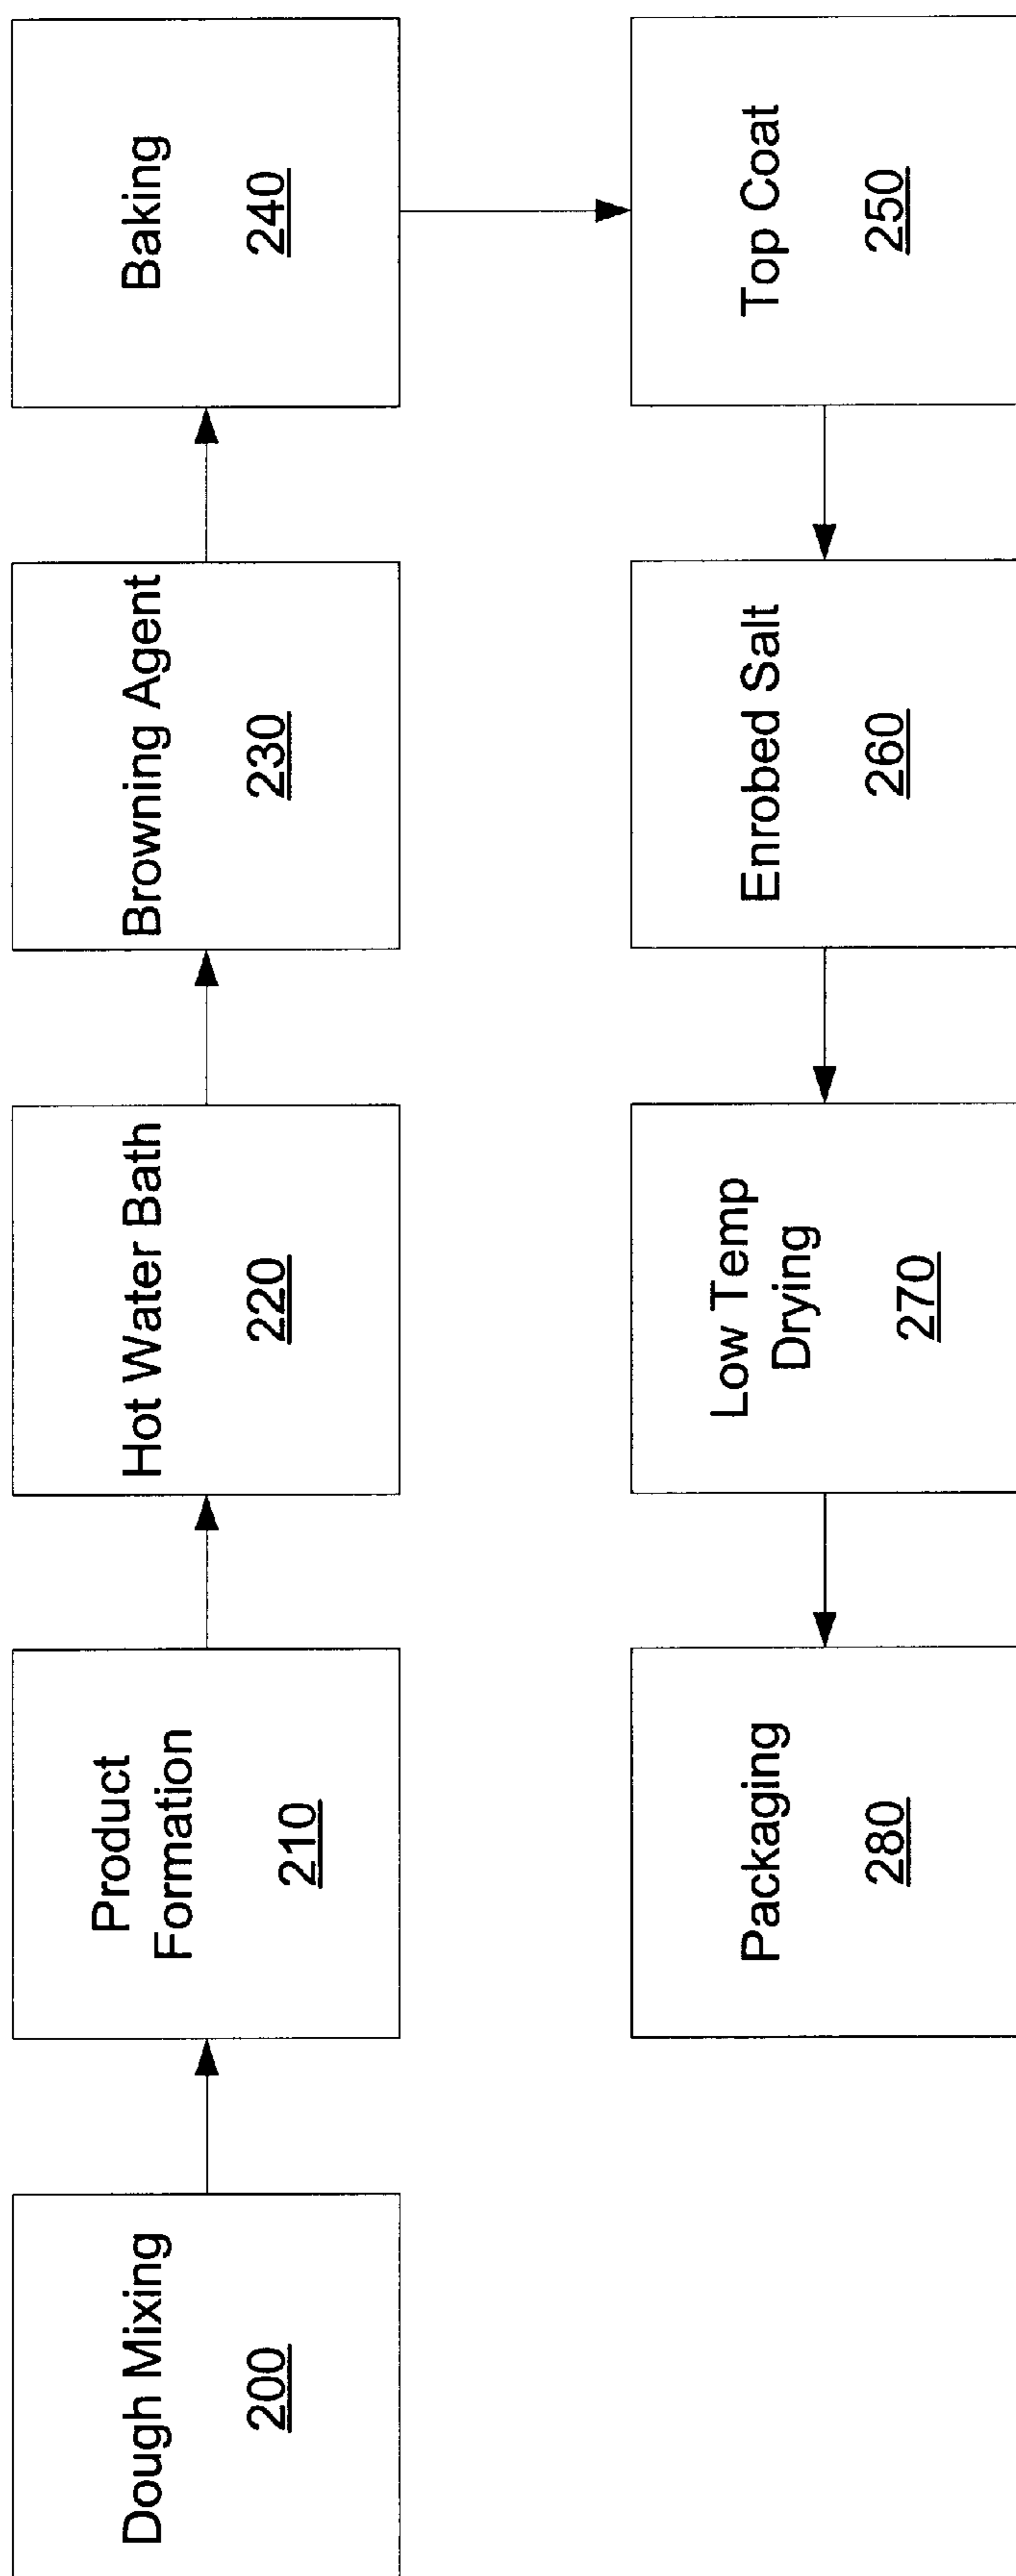 Dough Mixing
200
Product
Formation
210
Hot Water Bath
220
Browning Agent
230
Baking
240
Top Coat
250
Enrobed Salt
260
Low Temp
Drying
270
Packaging
280